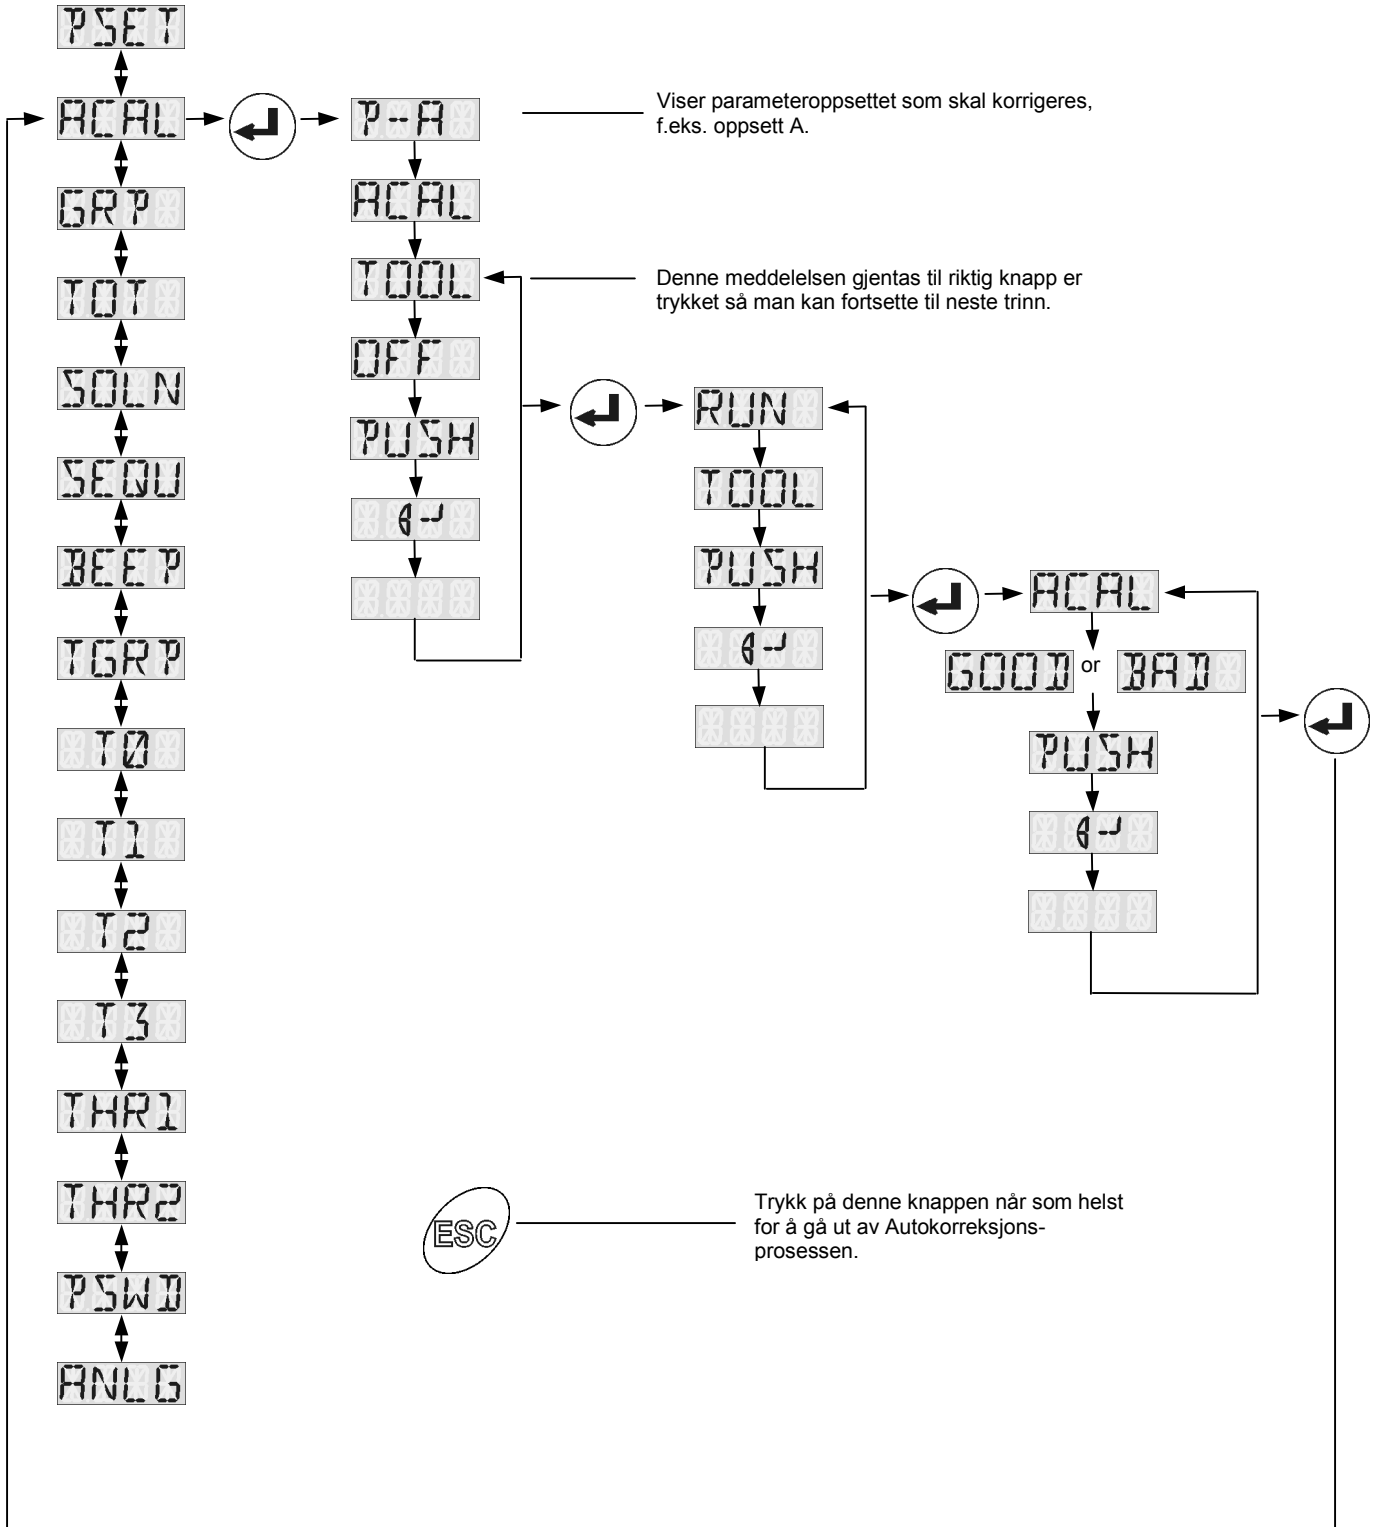 PSET
ACAL
GRP
TOT
SOLN
SEQU
BEEP
TGRP
T0
T1
T2
T3
THR1
THR2
PSWD
ANLG
P-A
ACAL
TOOL
OFF
PUSH
Viser parameteroppsettet som skal korrigeres,
f.eks. oppsett A.
Denne meddelelsen gjentas til riktig knapp er
trykket så man kan fortsette til neste trinn.
RUN
TOOL
PUSH
ACAL
GOOD or BAD
PUSH
ESC
Trykk på denne knappen når som helst
for å gå ut av Autokorreksjons-
prosessen.